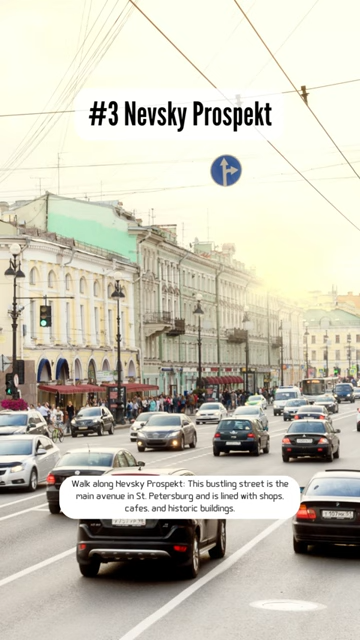 #3 Nevsky Prospekt
Walk along Nevsky Prospekt: This bustling street is the
main avenue in St. Petersburg and is lined with shops,
cafes, and historic buildings.